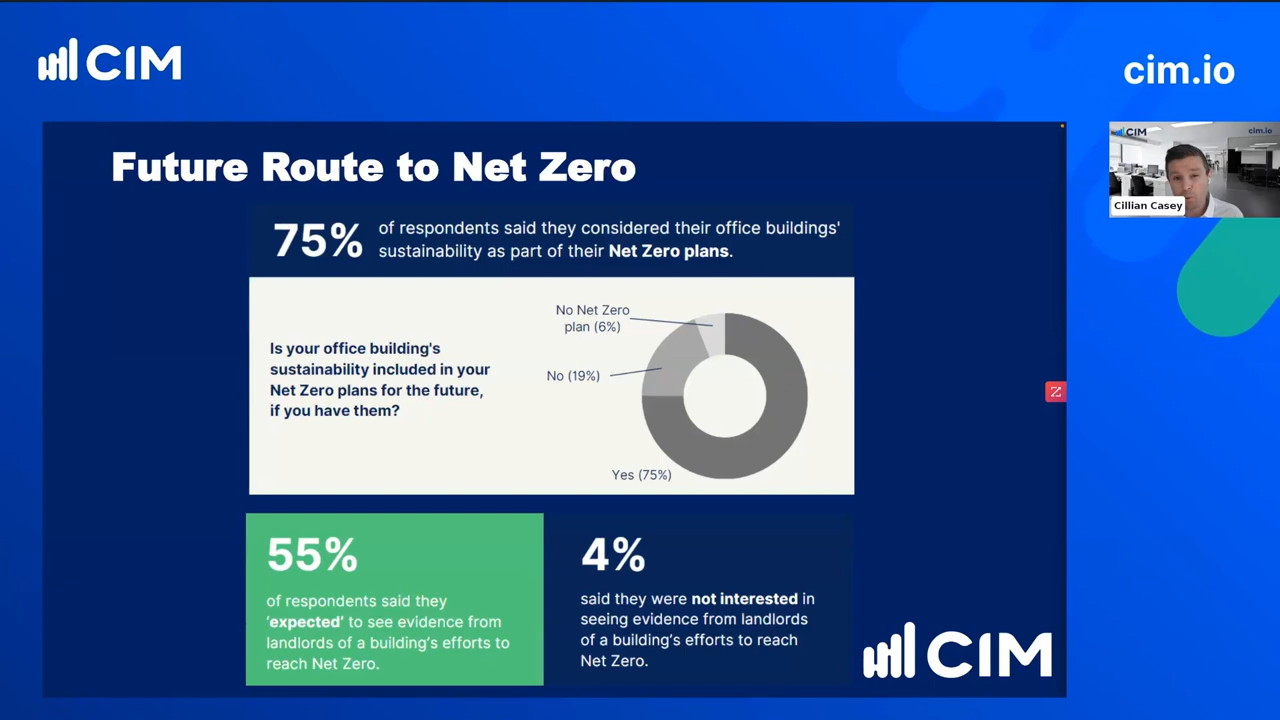 CIM
cim.io
Future Route to Net Zero
75%
of respondents said they considered their office buildings'
sustainability as part of their Net Zero plans.
Is your office building's
sustainability included in your
Net Zero plans for the future,
if you have them?
No Net Zero
plan (6%)
No (19%)
Yes (75%)
55%
of respondents said they
'expected' to see evidence from
landlords of a building's efforts to
reach Net Zero.
4%
said they were not interested in
seeing evidence from landlords
of a building's efforts to reach
Net Zero.
CIM
CIM
cim.io
Cillian Casey